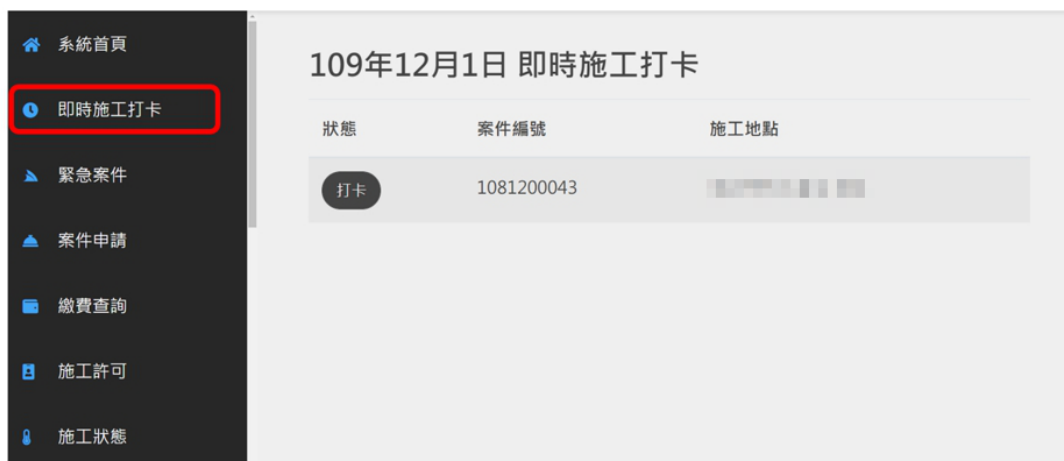 系統首頁
即時施工打卡
緊急案件
案件申請
繳費查詢
施工許可
施工狀態
109年12月1日 即時施工打卡
狀態 案件編號 施工地點
打卡 1081200043